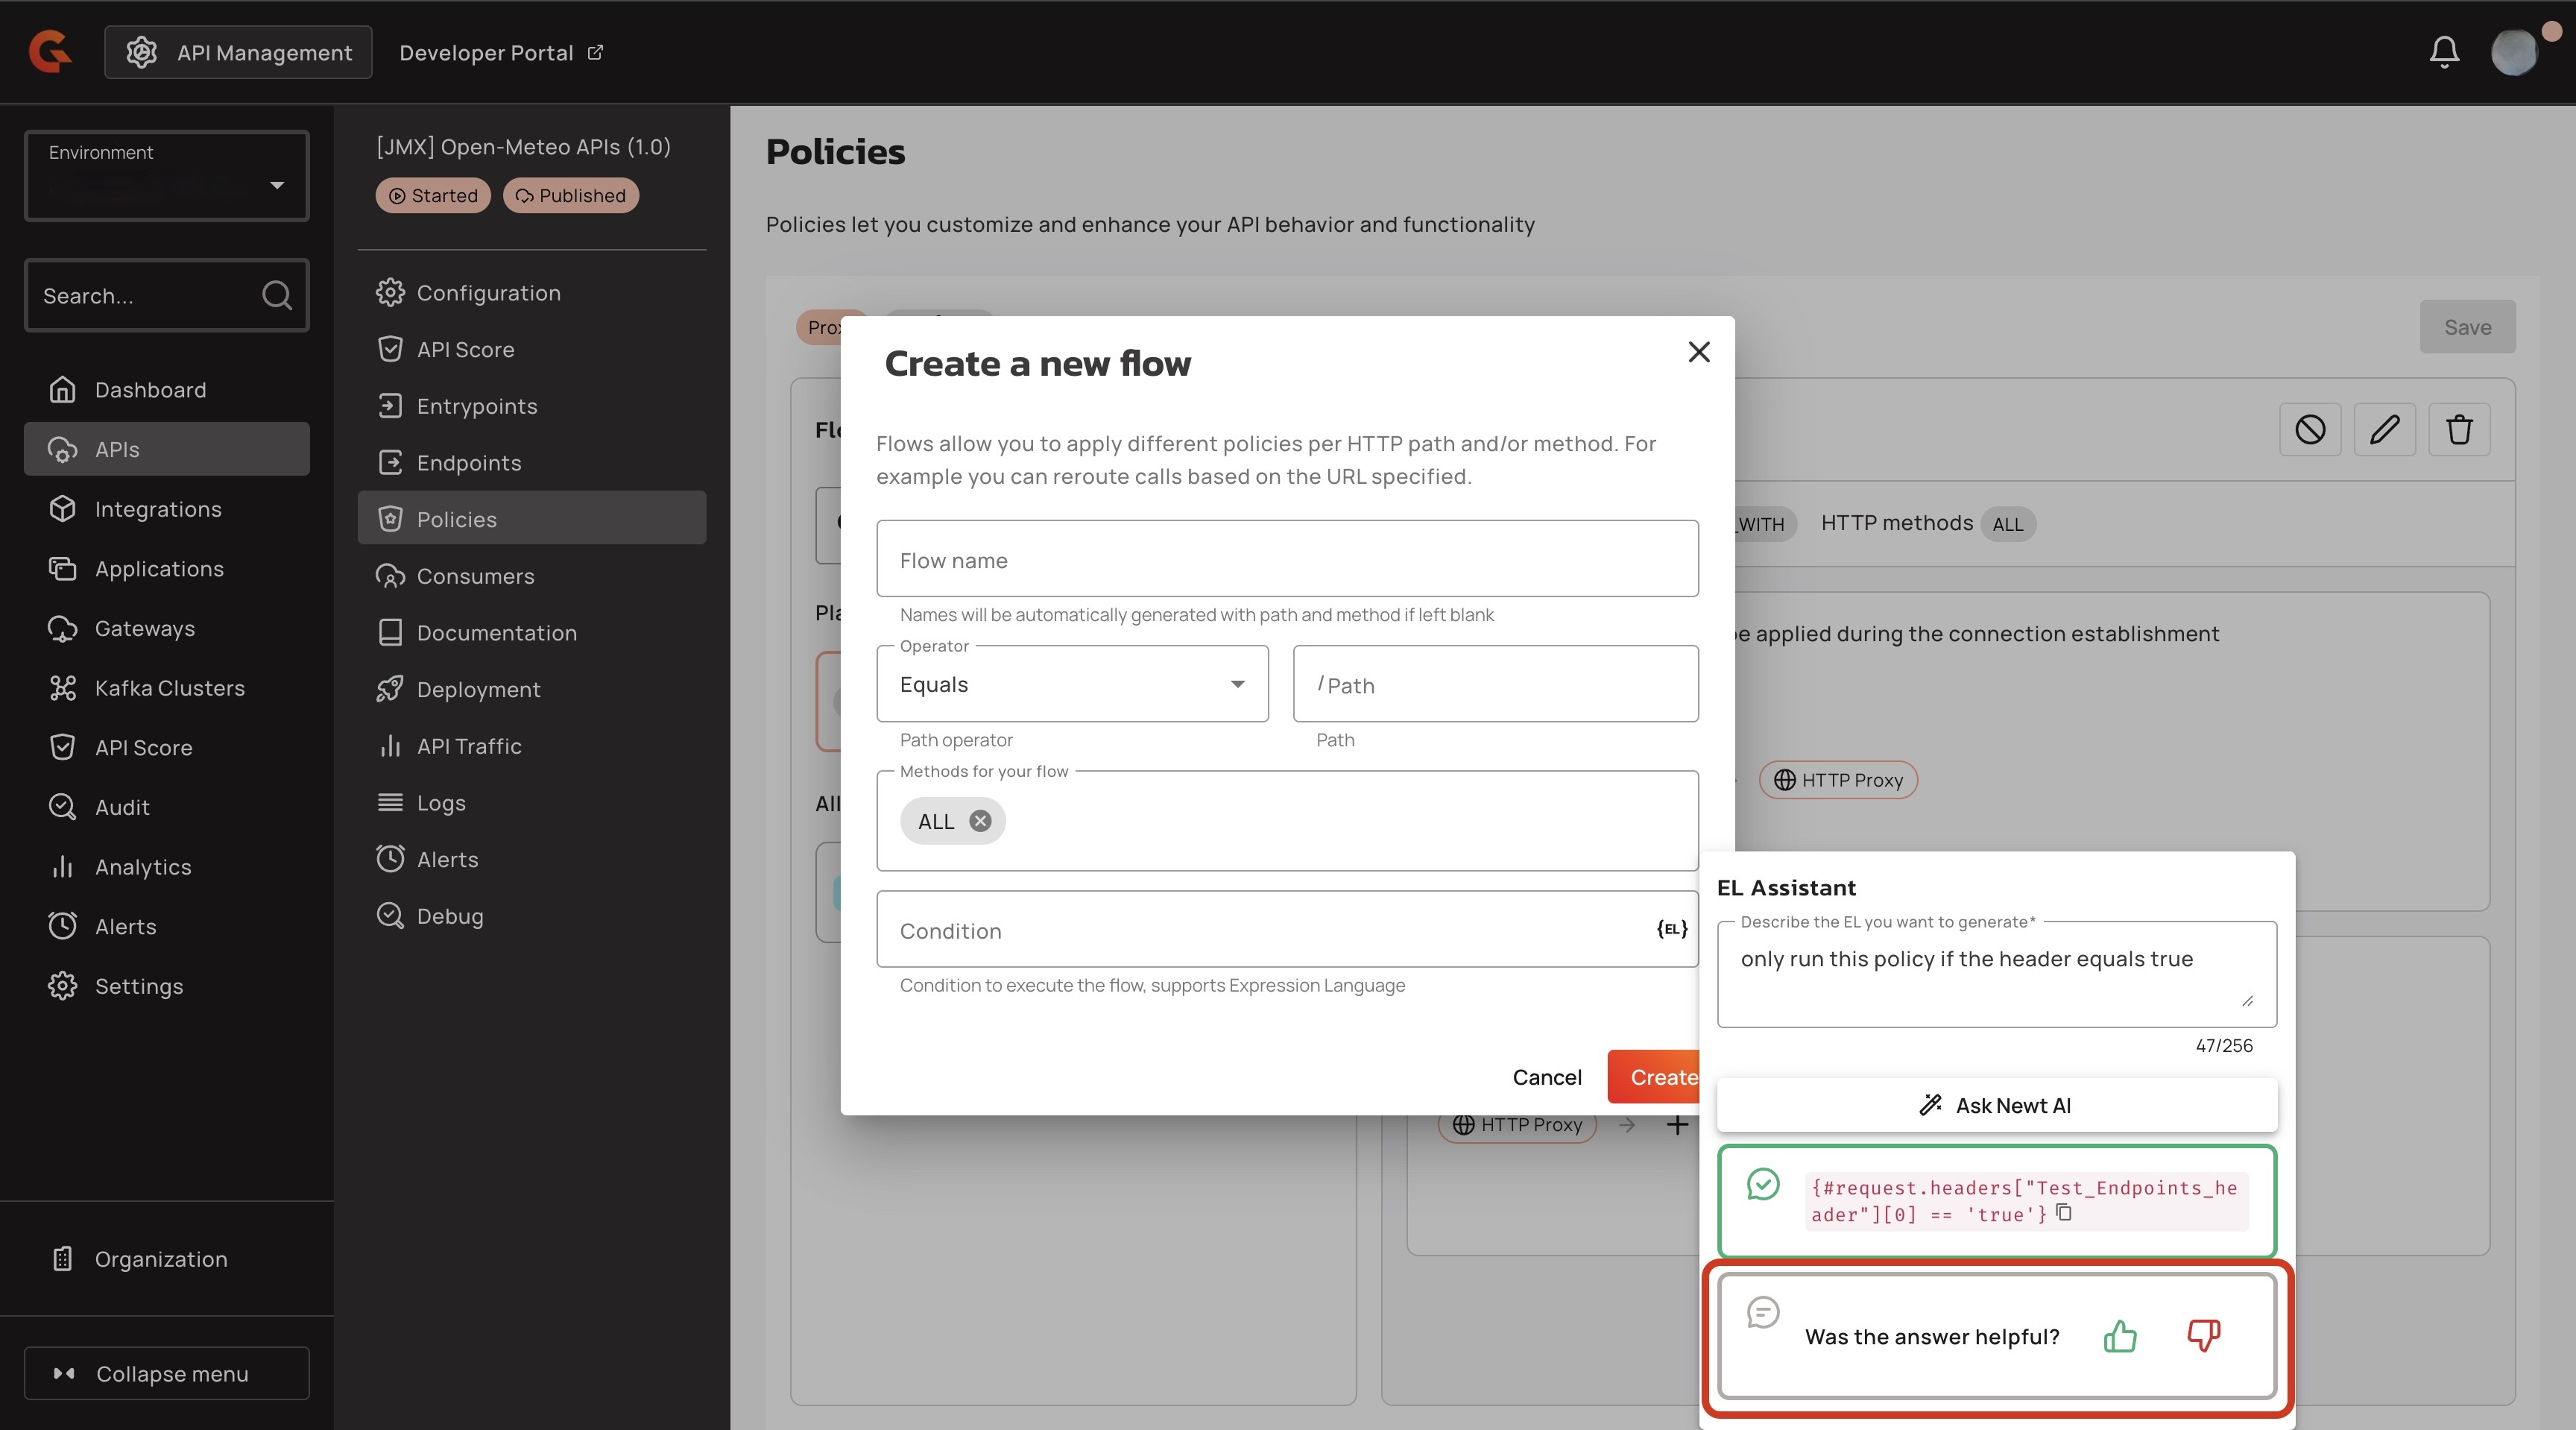 API Management
Developer Portal
Environment
Search...
Dashboard
APIs
Integrations
Applications
Gateways
Kafka Clusters
API Score
Audit
Analytics
Alerts
Settings
Organization
Collapse menu
[JMX] Open-Meteo APIs (1.0)
Started
Published
Configuration
API Score
Entrypoints
Endpoints
Policies
Consumers
Documentation
Deployment
API Traffic
Logs
Alerts
Debug
Policies
Policies let you customize and enhance your API behavior and functionality
Save
HTTP methods ALL
_WITH
be applied during the connection establishment
HTTP Proxy
HTTP Proxy
Create a new flow
Flows allow you to apply different policies per HTTP path and/or method. For
example you can reroute calls based on the URL specified.
Flow name
Names will be automatically generated with path and method if left blank
Operator
Equals
/ Path
Path operator
Path
Methods for your flow
ALL
Condition
{EL}
Condition to execute the flow, supports Expression Language
Cancel
Create
EL Assistant
Describe the EL you want to generate*
only run this policy if the header equals true
47/256
Ask Newt AI
{#request.headers["Test_Endpoints_he
ader"][0] == 'true'}
Was the answer helpful?